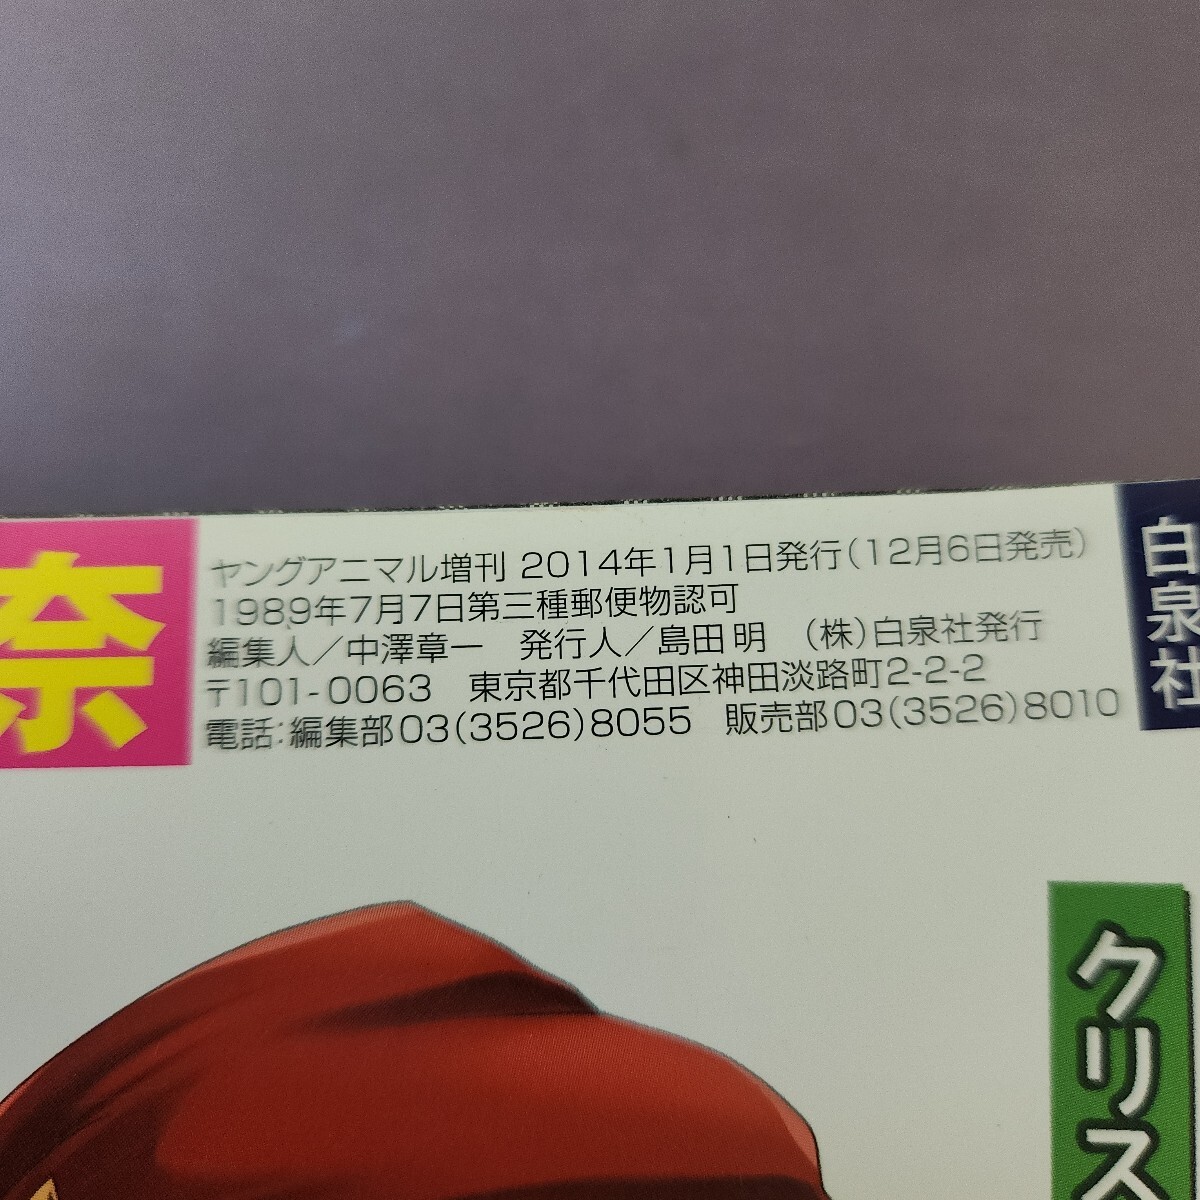 奈
ヤングアニマル増刊 2014年1月1日発行(12月6日発売)
1989年7月7日第三種郵便物認可
編集人／中澤章一　発行人／島田 明　(株)白泉社発行
〒101-0063　東京都千代田区神田淡路町2-2-2
電話:編集部03(3526)8055　販売部03(3526)8010
白泉社
クリス